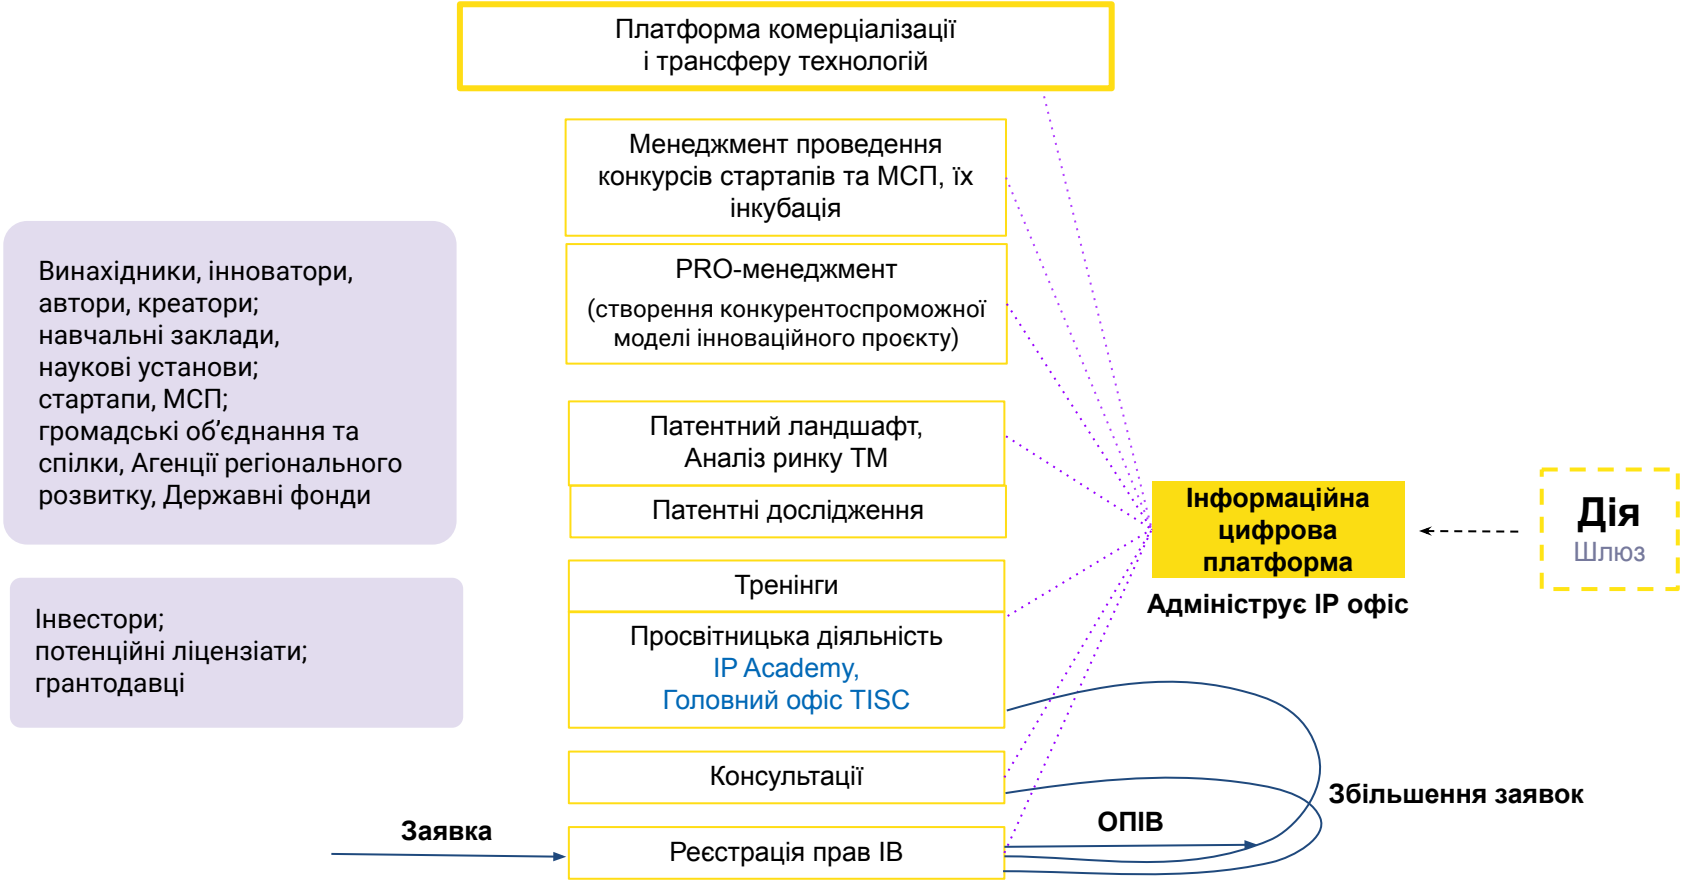 Платформа комерціалізації
і трансферу технологій
Менеджмент проведення
конкурсів стартапів та МСП, їх
інкубація
PRO-менеджмент
(створення конкурентоспроможної
моделі інноваційного проєкту)
Винахідники, інноватори,
автори, креатори;
навчальні заклади,
наукові установи;
стартапи, МСП;
громадські об’єднання та
спілки, Агенції регіонального
розвитку, Державні фонди
Патентний ландшафт,
Аналіз ринку ТМ
Патентні дослідження
Інформаційна
цифрова
платформа
Адмініструє ІР офіс
Дія
Шлюз
Інвестори;
потенційні ліцензіати;
грантодавці
Тренінги
Просвітницька діяльність
IP Academy,
Головний офіс TISC
Консультації
Збільшення заявок
Заявка
Реєстрація прав ІВ
ОПІВ